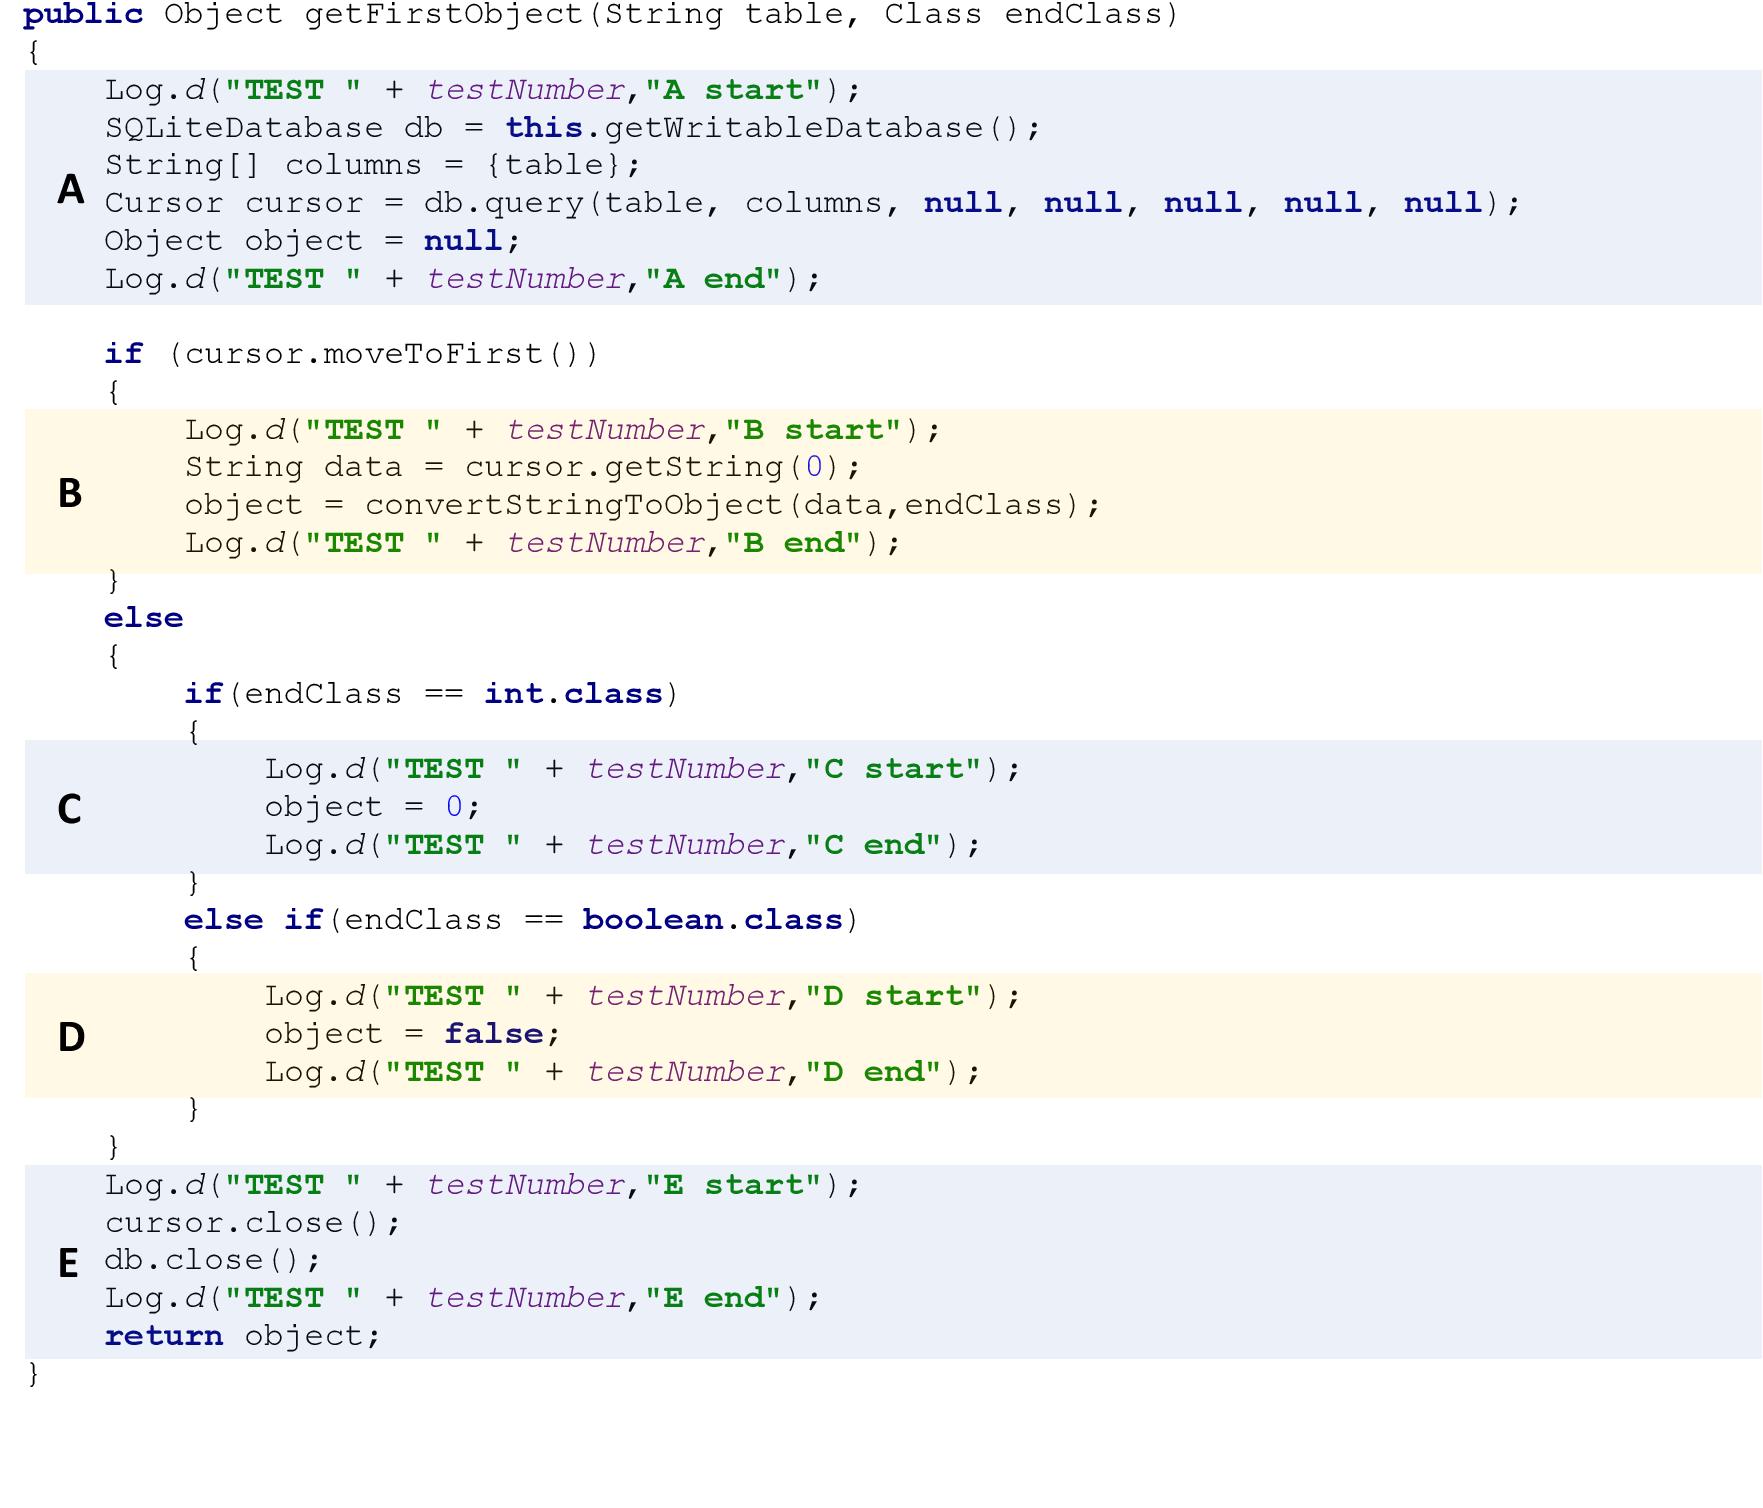 public Object getFirstObject(String table, Class endClass)
{
Log.d("TEST " + testNumber,"A start");
SQLiteDatabase db = this.getWritableDatabase();
String[] columns = {table};
A Cursor cursor = db.query(table, columns, null, null, null, null, null);
Object object = null;
Log.d("TEST " + testNumber,"A end");
if (cursor.moveToFirst())
{
Log.d("TEST " + testNumber,"B start");
String data = cursor.getString(0);
B object = convertStringToObject(data,endClass);
Log.d("TEST " + testNumber,"B end");
}
else
{
if(endClass == int.class)
{
Log.d("TEST " + testNumber,"C start");
C object = 0;
Log.d("TEST " + testNumber,"C end");
}
else if(endClass == boolean.class)
{
Log.d("TEST " + testNumber,"D start");
D object = false;
Log.d("TEST " + testNumber,"D end");
}
}
Log.d("TEST " + testNumber,"E start");
cursor.close();
E db.close();
Log.d("TEST " + testNumber,"E end");
return object;
}